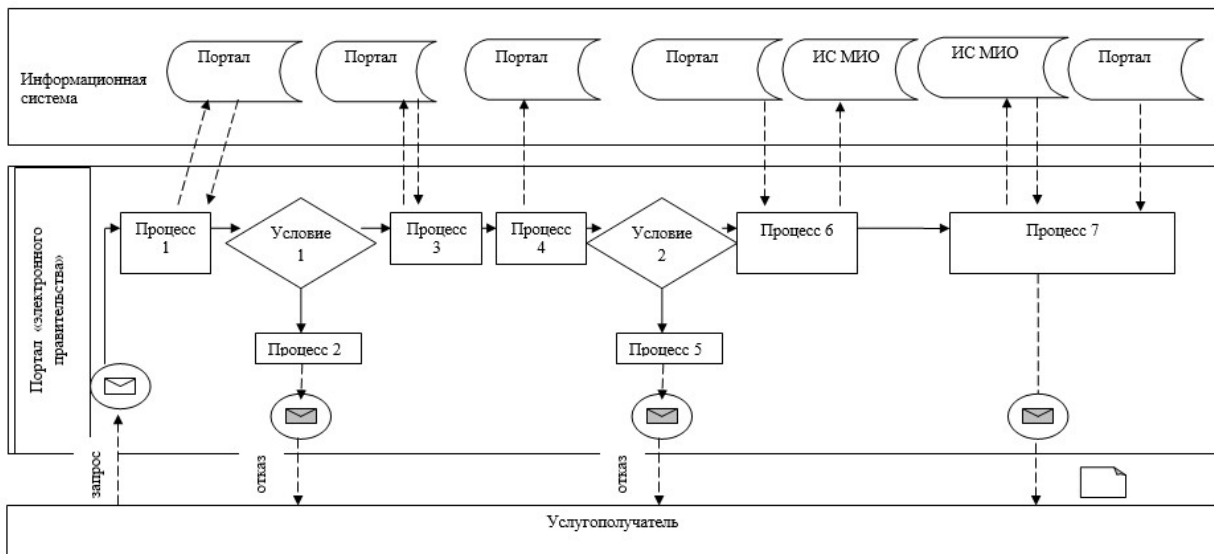 Портал
Портал
Портал
Портал
ИС МИО
ИС МИО
Портал
Информационная
система
Портал «электронного
правительства»
Процесс
1
Условие
1
Процесс
3
Процесс
4
Условие
2
Процесс 6
Процесс 7
Процесс 2
Процесс 5
запрос
отказ
отказ
Услугополучатель